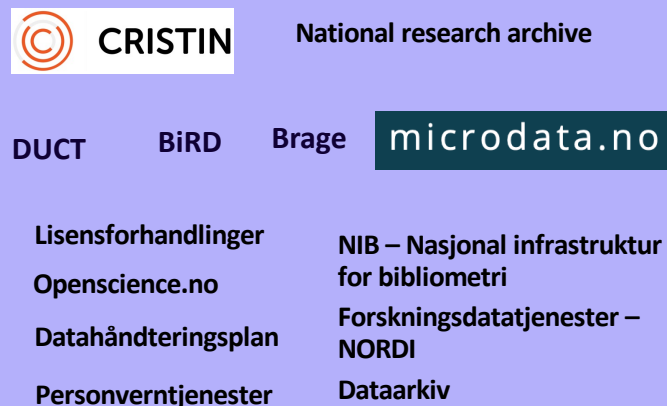 CRISTIN
National research archive
DUCT
BiRD
Brage
microdata.no
Lisensforhandlinger
Openscience.no
Datahåndteringsplan
Personverntjenester
NIB – Nasjonal infrastruktur
for bibliometri
Forskningsdatatjenester –
NORDI
Dataarkiv